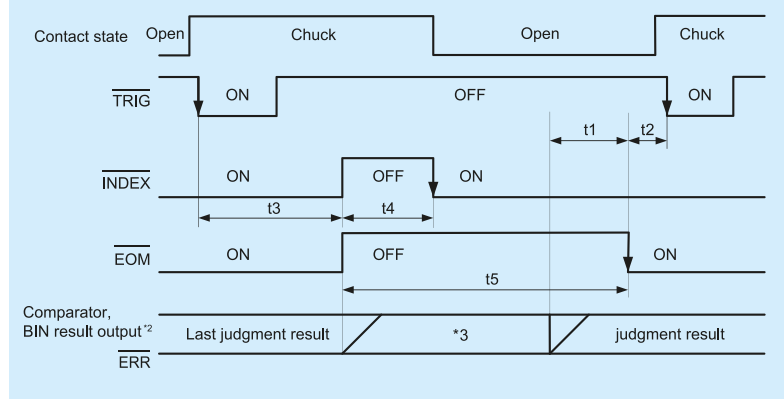 Contact state Open Chuck Open Chuck
TRIG ON OFF ON
t1 t2
INDEX ON OFF ON
t3 t4
EOM ON OFF ON
t5
Comparator,
BIN result output*2 Last judgment result *3 judgment result
ERR